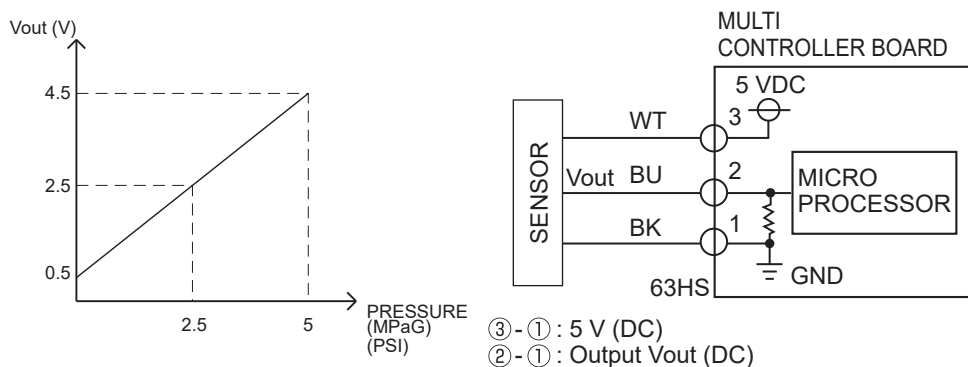 Vout (V)
4.5
2.5
0.5
2.5
5
PRESSURE
(MPaG)
(PSI)
MULTI
CONTROLLER BOARD
5 VDC
SENSOR
WT
3
Vout
BU
2
MICRO
PROCESSOR
BK
1
GND
63HS
③-① : 5 V (DC)
②-① : Output Vout (DC)